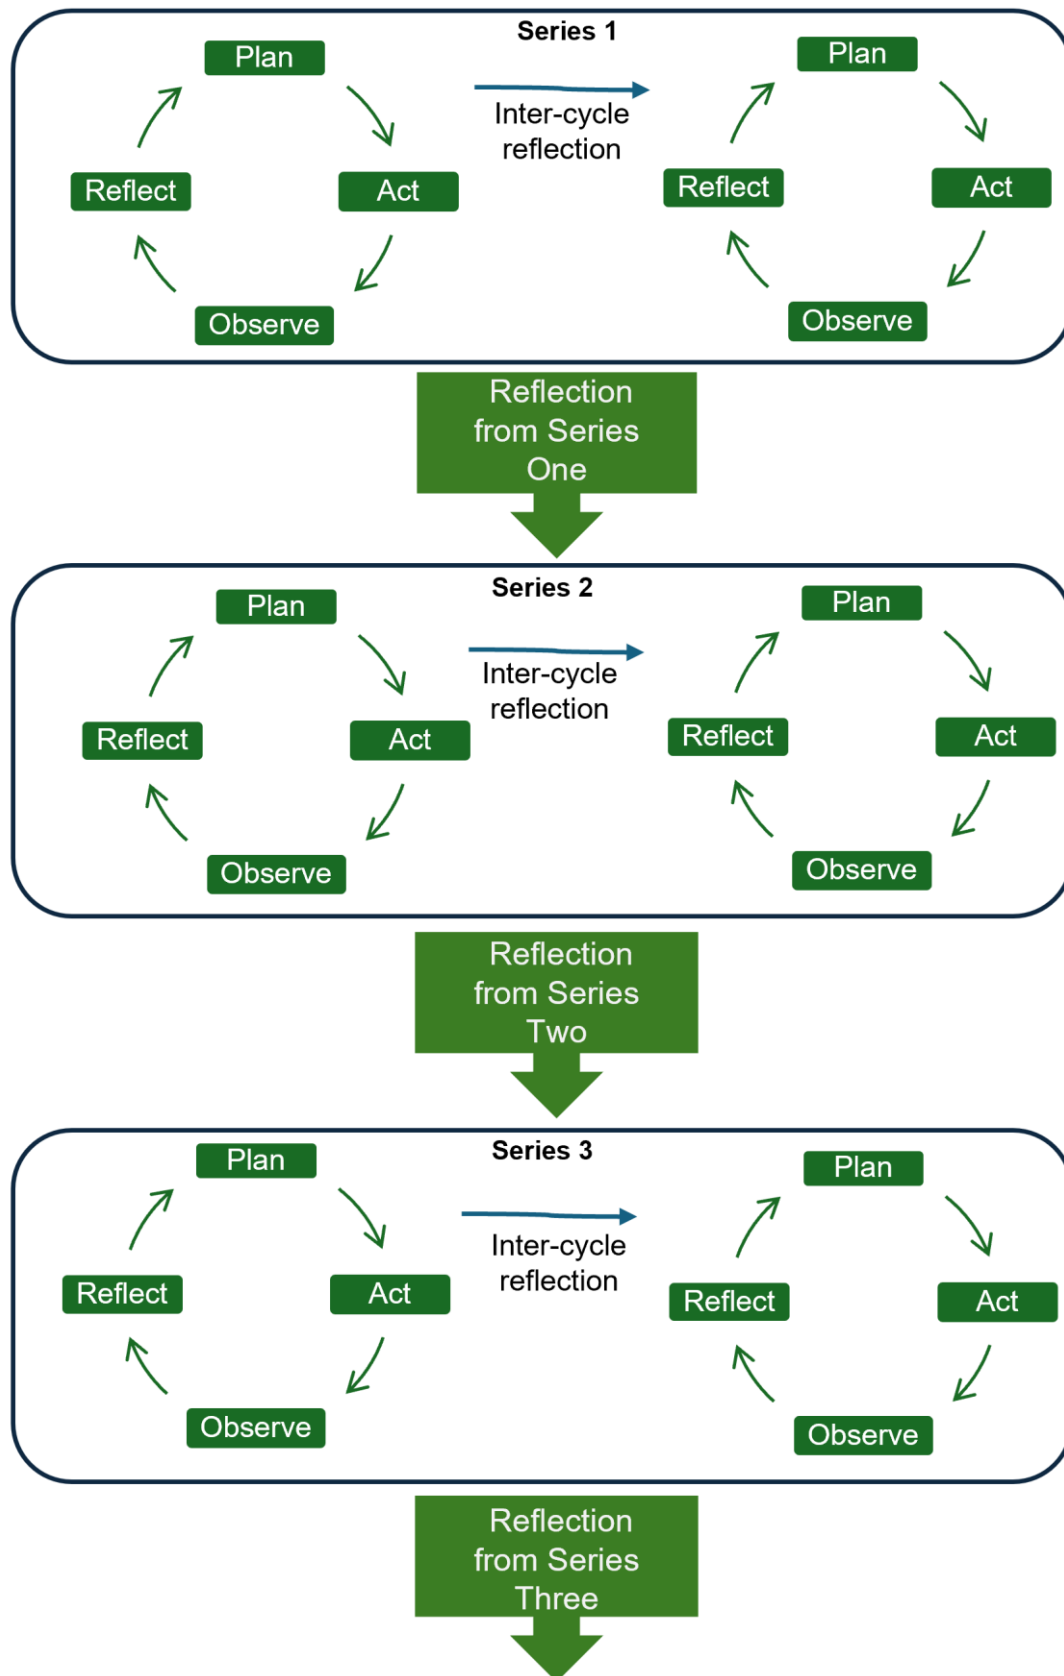 Series 1
Plan
Plan
Inter-cycle
reflection
Reflect
Act
Reflect
Act
Observe
Observe
Reflection
from Series
One
Series 2
Plan
Plan
Inter-cycle
reflection
Reflect
Act
Reflect
Act
Observe
Observe
Reflection
from Series
Two
Series 3
Plan
Plan
Inter-cycle
reflection
Reflect
Act
Reflect
Act
Observe
Observe
Reflection
from Series
Three